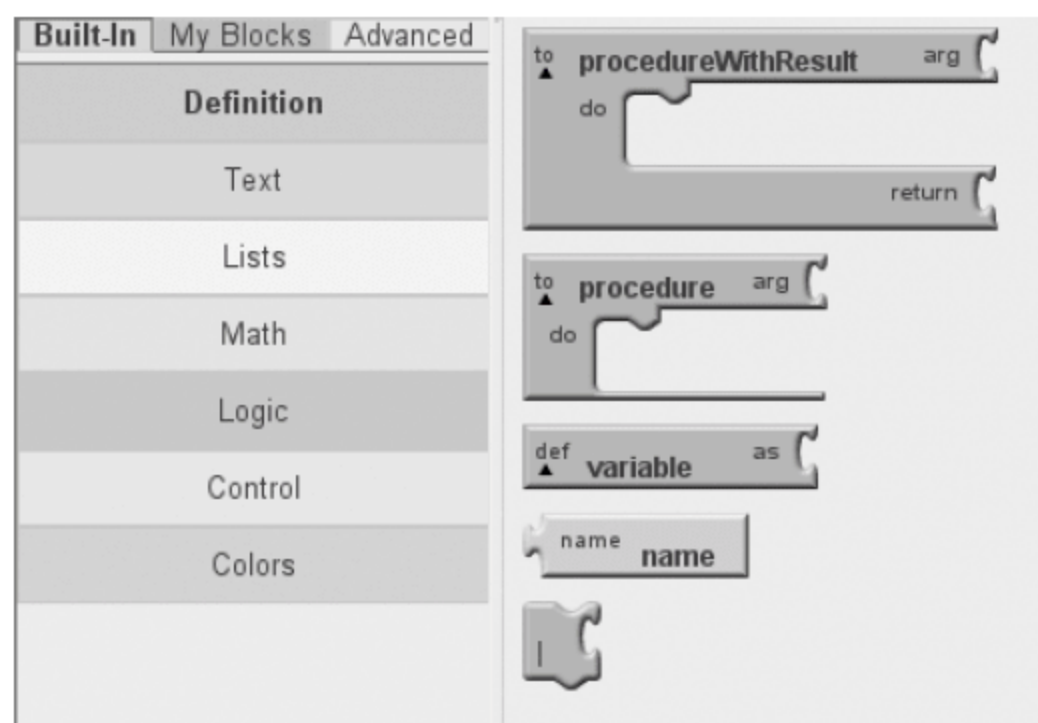 Built-In My Blocks Advanced
Definition
Text
Lists
Math
Logic
Control
Colors
to procedureWithResult arg
do
return
to procedure arg
do
def variable as
name name
|